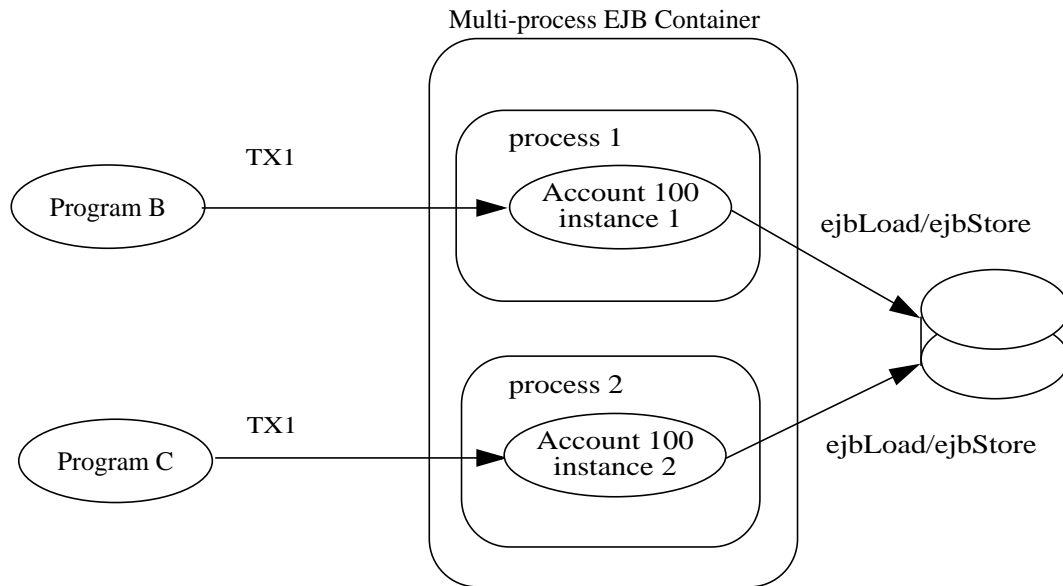 Multi-process EJB Container
process 1
TX1
Program B
Account 100
instance 1
ejbLoad/ejbStore
process 2
TX1
Program C
Account 100
instance 2
ejbLoad/ejbStore